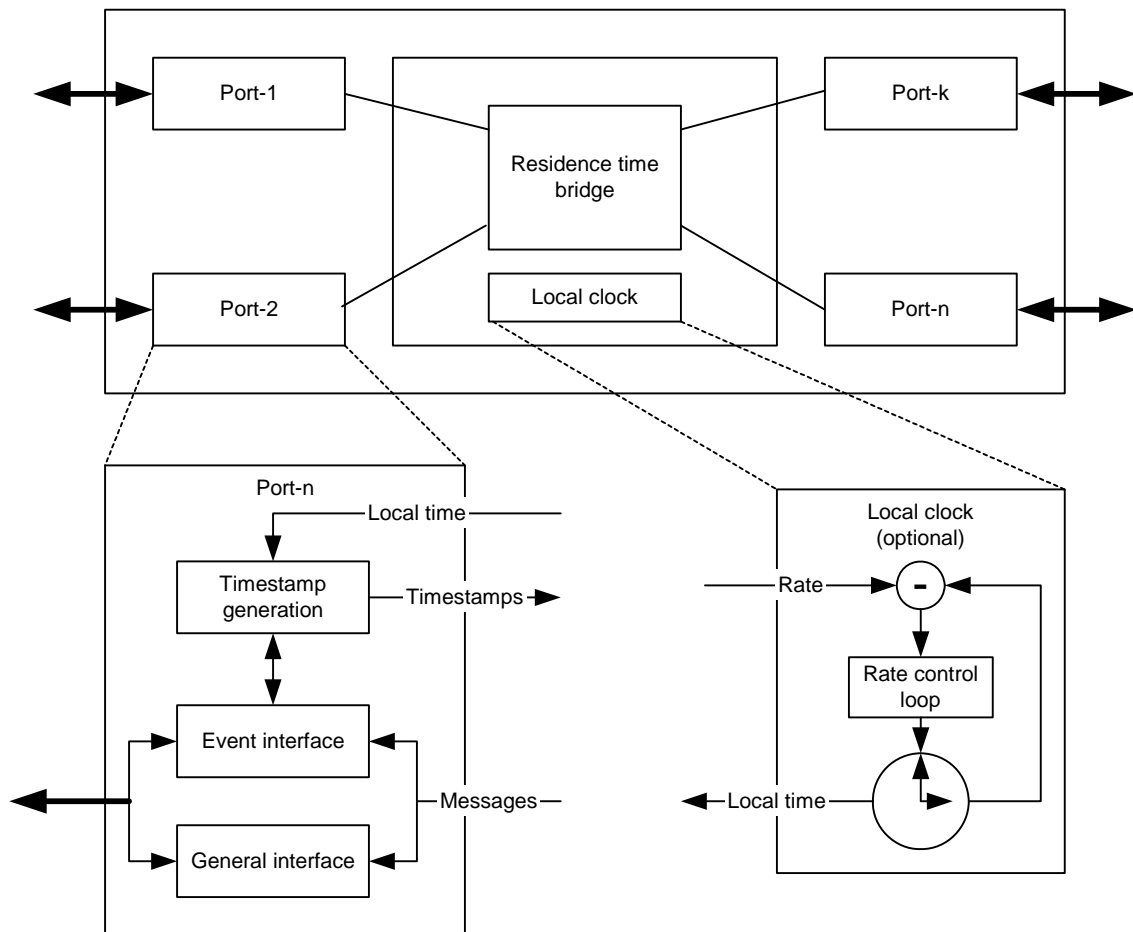 Port-1
Port-k
Residence time
bridge
Port-2
Local clock
Port-n
Port-n
Local time
Timestamp
generation
Timestamps
Event interface
Messages
General interface
Local clock
(optional)
Rate
-
Rate control
loop
Local time